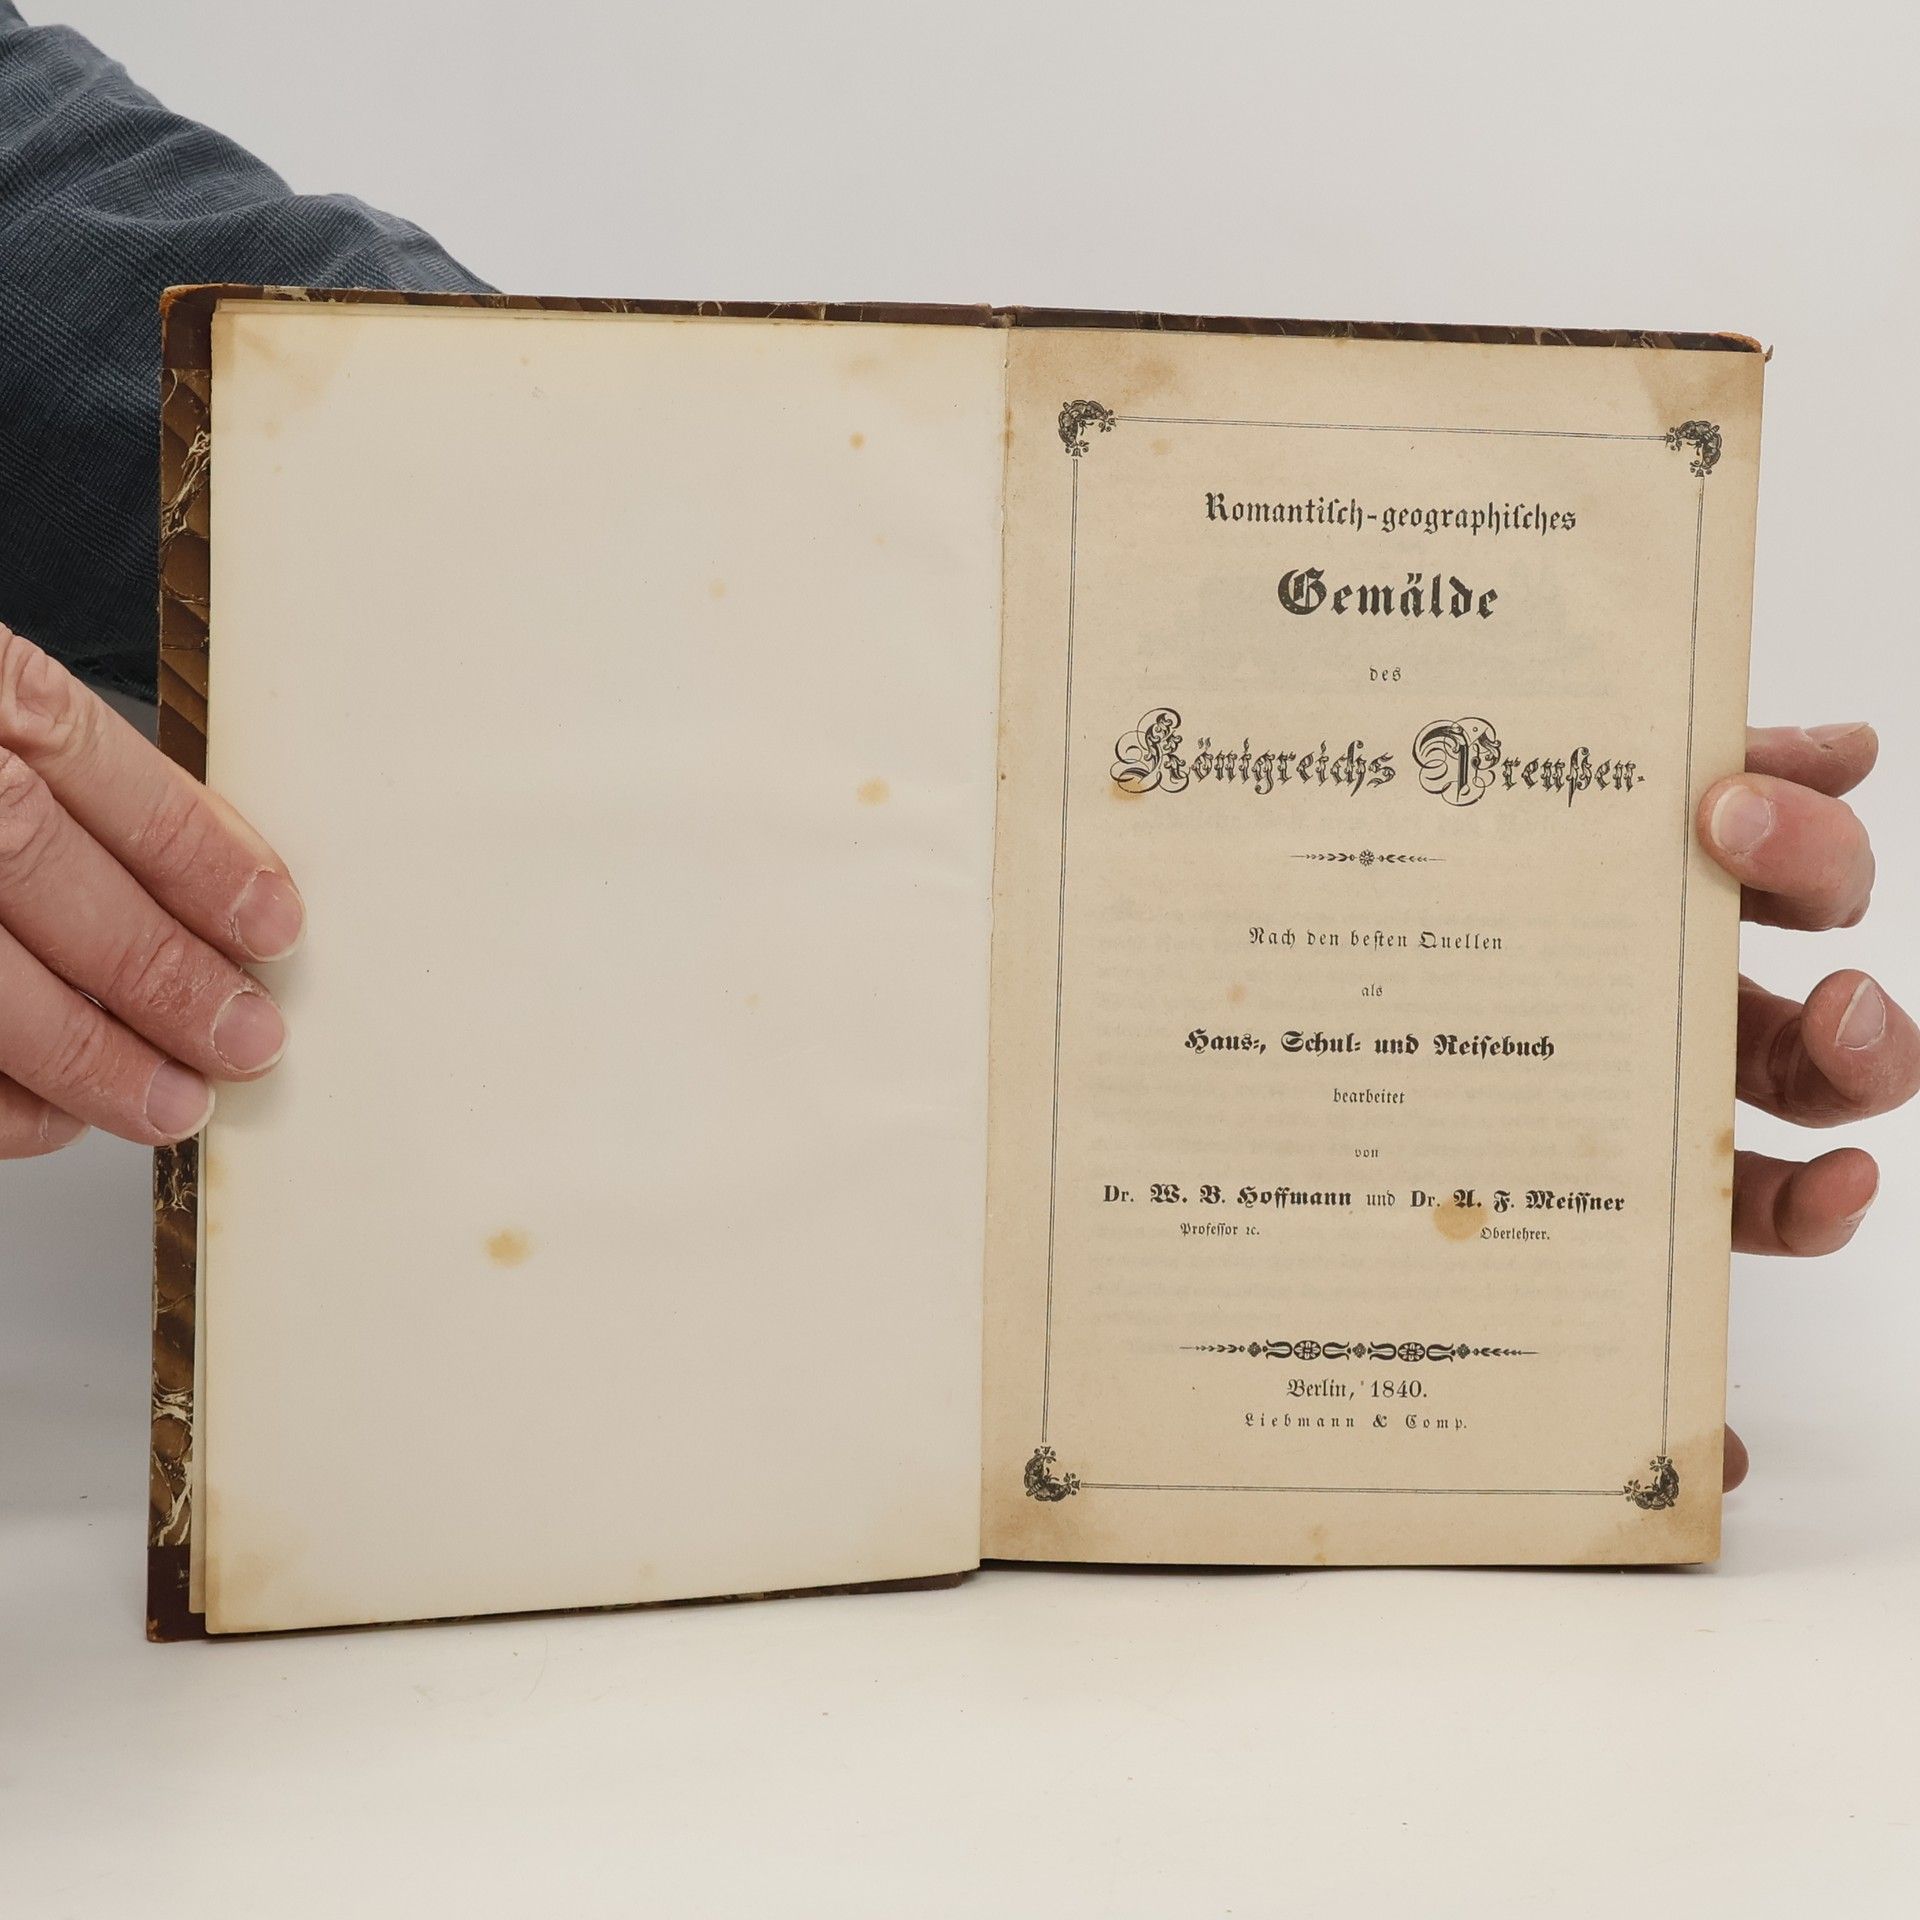 Romantiſch-geographiſches
Gemälde
des
Königreichs Preußen.
Nach den beſten Quellen
als
Haus-, Schul- und Reiſebuch
bearbeitet
von
Dr. W. B. Hoffmann und Dr. A. F. Meiſſner
Profeſſor ꝛc. Oberlehrer.
Berlin, 1840.
Liebmann & Comp.